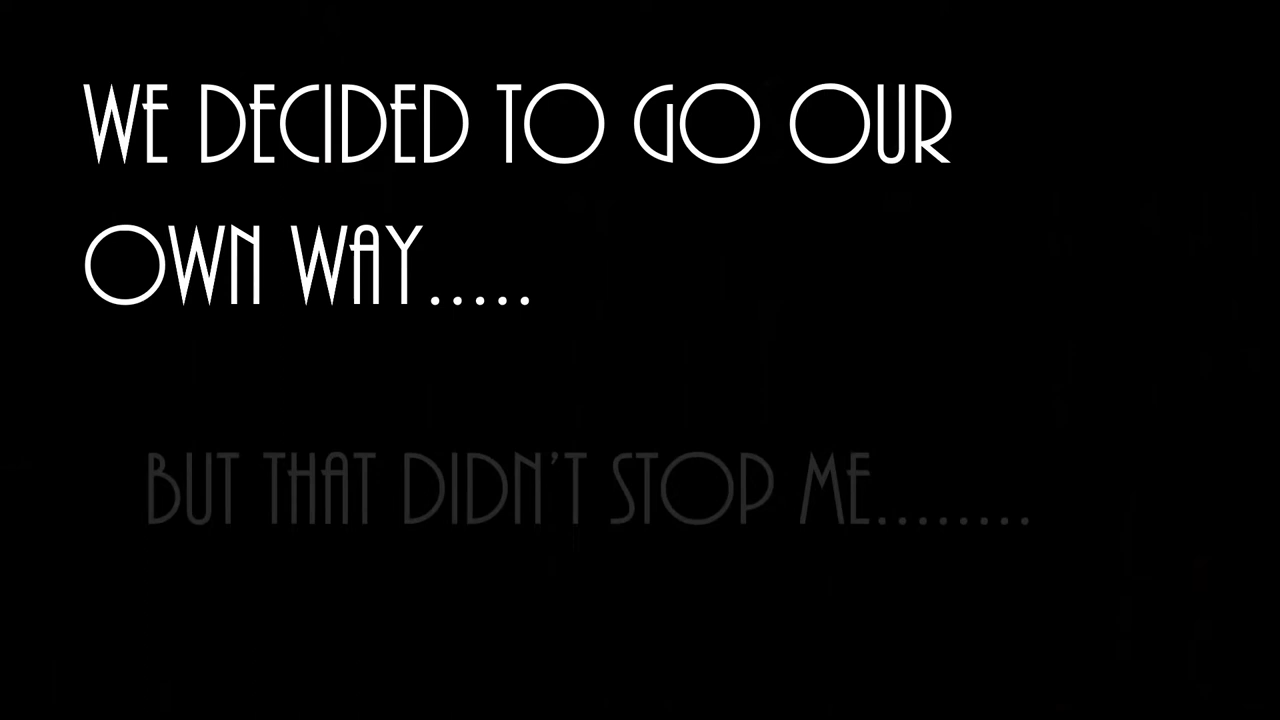 WE DECIDED TO GO OUR
OWN WAY.....
BUT THAT DIDN'T STOP ME........